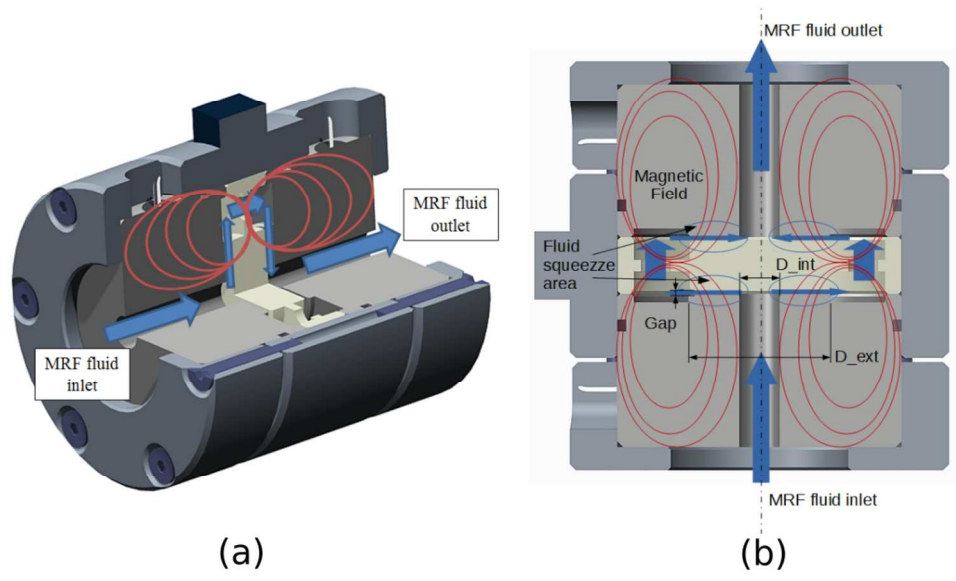 MRF fluid
outlet
MRF fluid
inlet
(a)
MRF fluid outlet
Magnetic
Field
Fluid
squeezze
area
D_int
Gap
D_ext
MRF fluid inlet
(b)